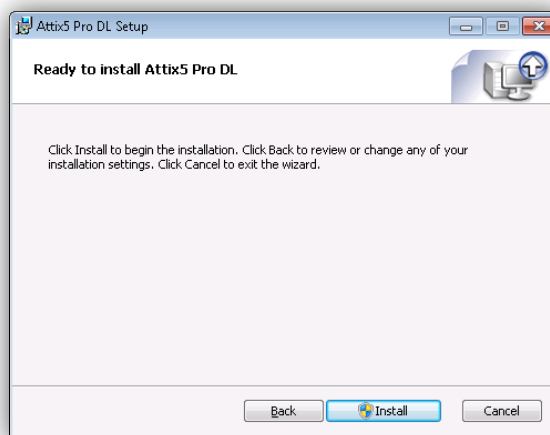 Attix5 Pro DL Setup
Ready to install Attix5 Pro DL
Click Install to begin the installation. Click Back to review or change any of your
installation settings. Click Cancel to exit the wizard.
Back Install Cancel